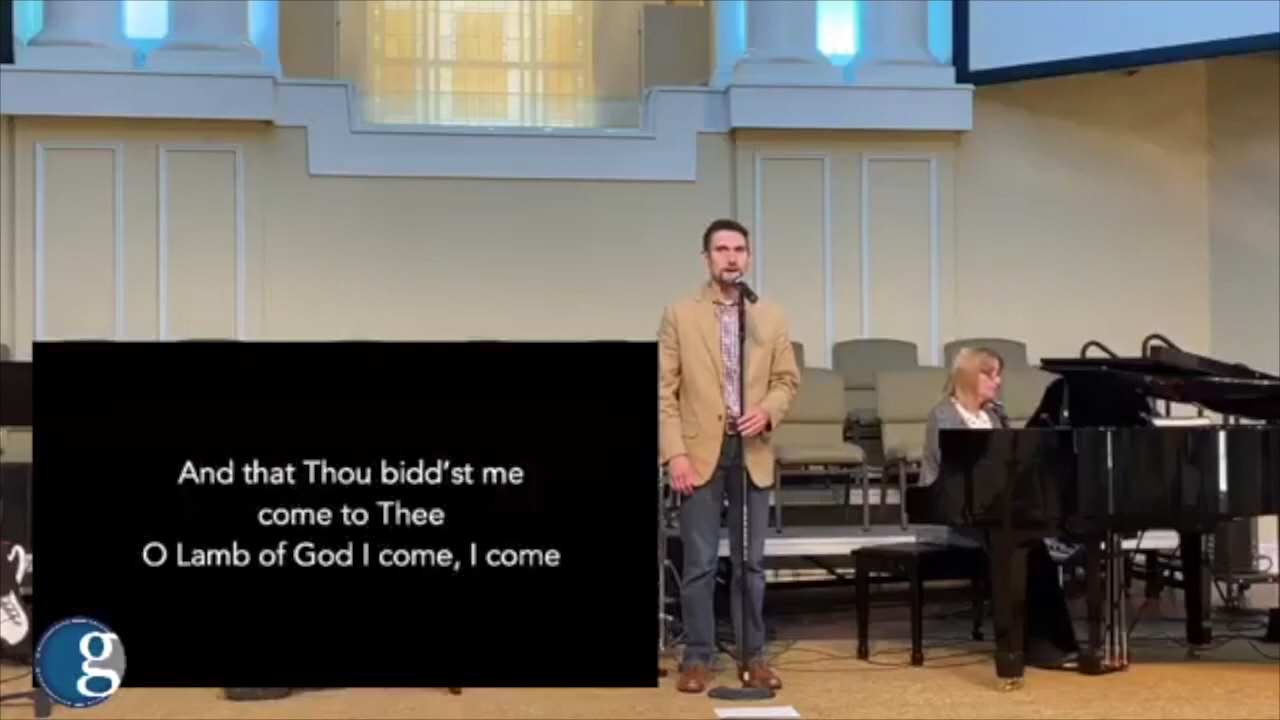 And that Thou bidd'st me
come to Thee
O Lamb of God I come, I come
g